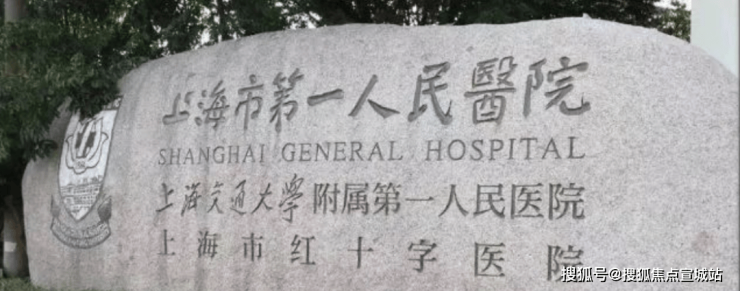 上海市第一人民醫院
SHANGHAI GENERAL HOSPITAL
上海交通大學附属第一人民医院
上海市红十字医院
搜狐号@搜狐焦点宣城站